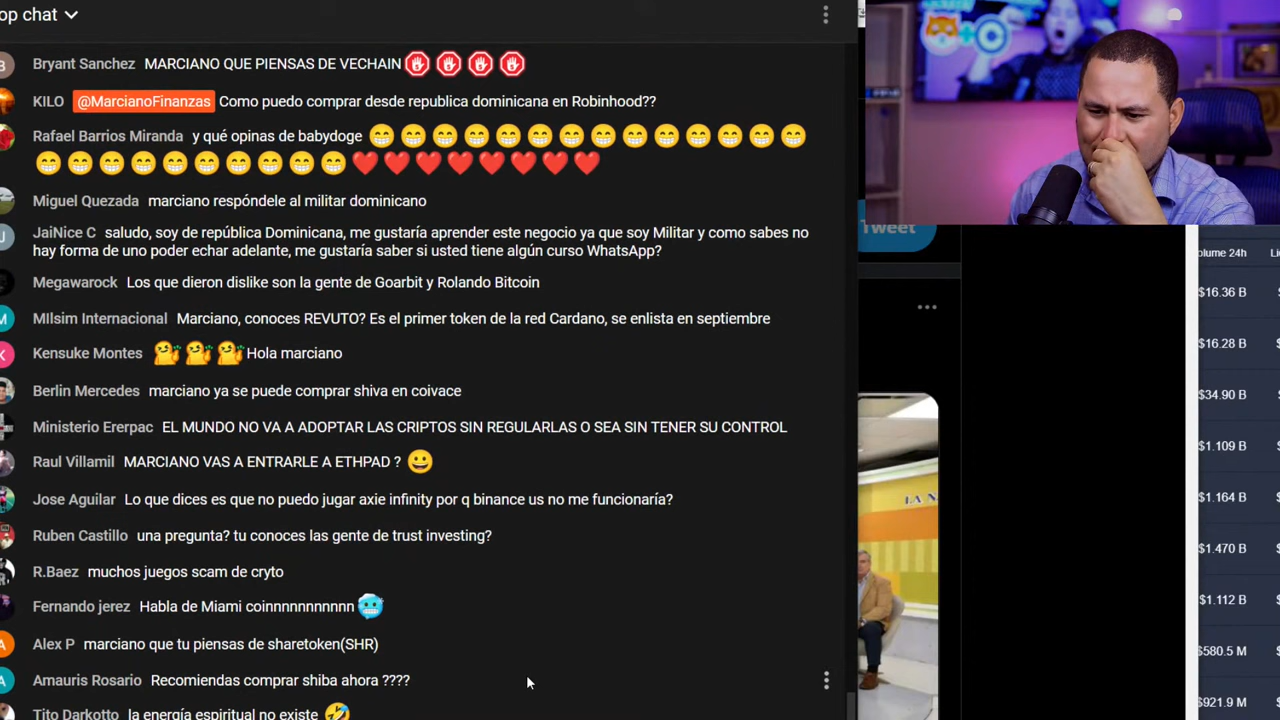 op chat
Bryant Sanchez MARCIANO QUE PIENSAS DE VECHAIN
KILO @MarcianoFinanzas Como puedo comprar desde republica dominicana en Robinhood??
Rafael Barrios Miranda y qué opinas de babydoge
Miguel Quezada marciano respóndele al militar dominicano
JaiNice C saludo, soy de república Dominicana, me gustaría aprender este negocio ya que soy Militar y como sabes no
hay forma de uno poder echar adelante, me gustaría saber si usted tiene algún curso WhatsApp?
Megawarock Los que dieron dislike son la gente de Goarbit y Rolando Bitcoin
MIlsim Internacional Marciano, conoces REVUTO? Es el primer token de la red Cardano, se enlista en septiembre
Kensuke Montes Hola marciano
Berlin Mercedes marciano ya se puede comprar shiva en coivace
Ministerio Ererpac EL MUNDO NO VA A ADOPTAR LAS CRIPTOS SIN REGULARLAS O SEA SIN TENER SU CONTROL
Raul Villamil MARCIANO VAS A ENTRARLE A ETHPAD ?
Jose Aguilar Lo que dices es que no puedo jugar axie infinity por q binance us no me funcionaría?
Ruben Castillo una pregunta? tu conoces las gente de trust investing?
R.Baez muchos juegos scam de cryto
Fernando jerez Habla de Miami coinnnnnnnnnn
Alex P marciano que tu piensas de sharetoken(SHR)
Amauris Rosario Recomiendas comprar shiba ahora ????
Tito Darkotto la energía espiritual no existe
Tweet
LA N
olume 24h
$16.36 B
$16.28 B
$34.90 B
$1.109 B
$1.164 B
$1.470 B
$1.112 B
$580.5 M
$921.9 M